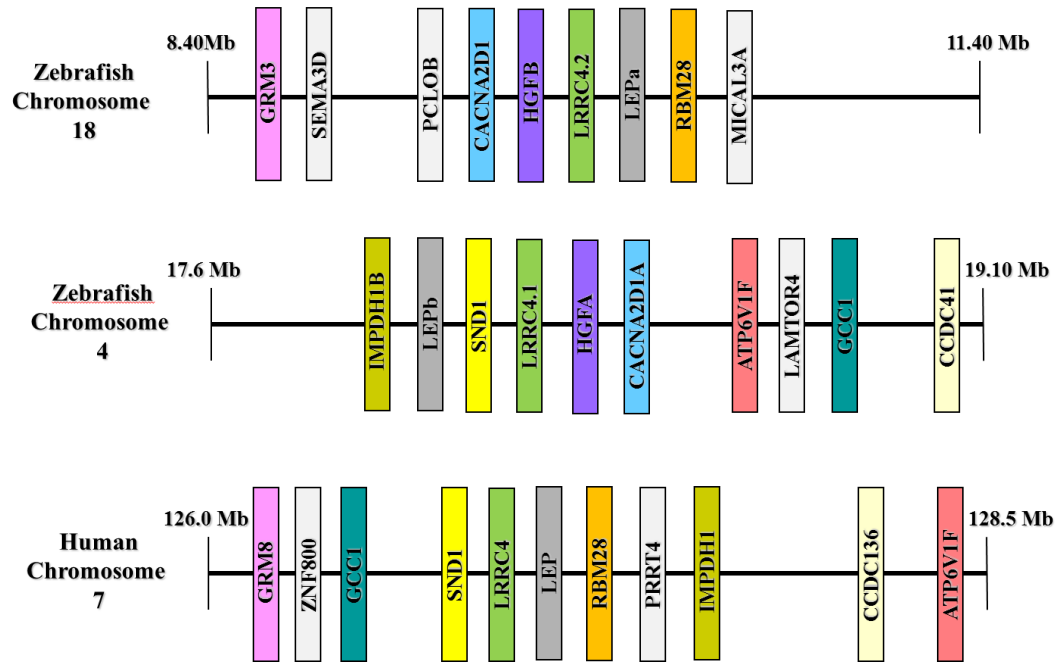 8.40Mb
11.40 Mb
Zebrafish
Chromosome
18
GRM3
SEMA3D
PCLOB
CACNA2D1
HGFB
LRRC4.2
LEPa
RBM28
MICAL3A
17.6 Mb
19.10 Mb
Zebrafish
Chromosome
4
IMPDH1B
LEPb
SND1
LRRC4.1
HGFA
CACNA2D1A
ATP6V1F
LAMTOR4
GCC1
CCDC41
126.0 Mb
128.5 Mb
Human
Chromosome
7
GRM8
ZNF800
GCC1
SND1
LRRC4
LEP
RBM28
PRRT4
IMPDH1
CCDC136
ATP6V1F